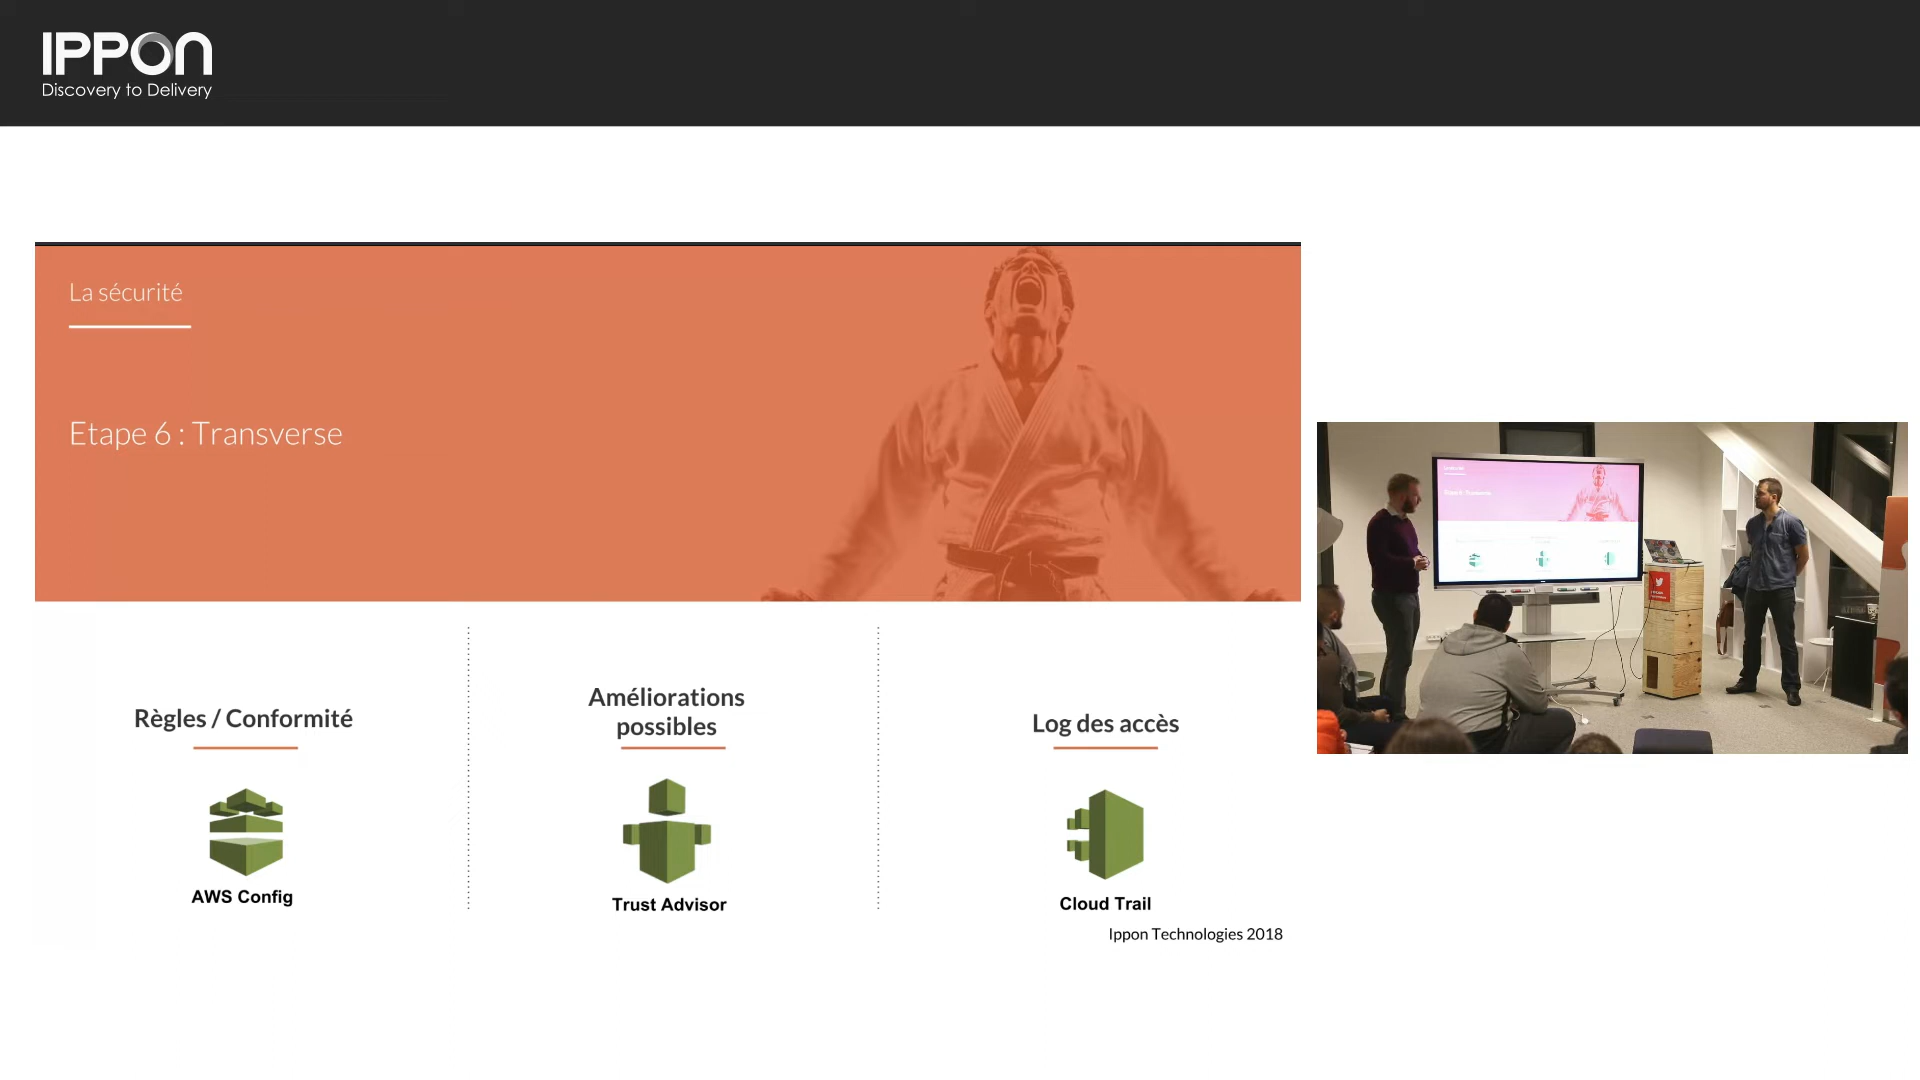 IPPON
Discovery to Delivery
La sécurité
Etape 6 : Transverse
Règles / Conformité
Améliorations
possibles
Log des accès
AWS Config
Trust Advisor
Cloud Trail
Ippon Technologies 2018